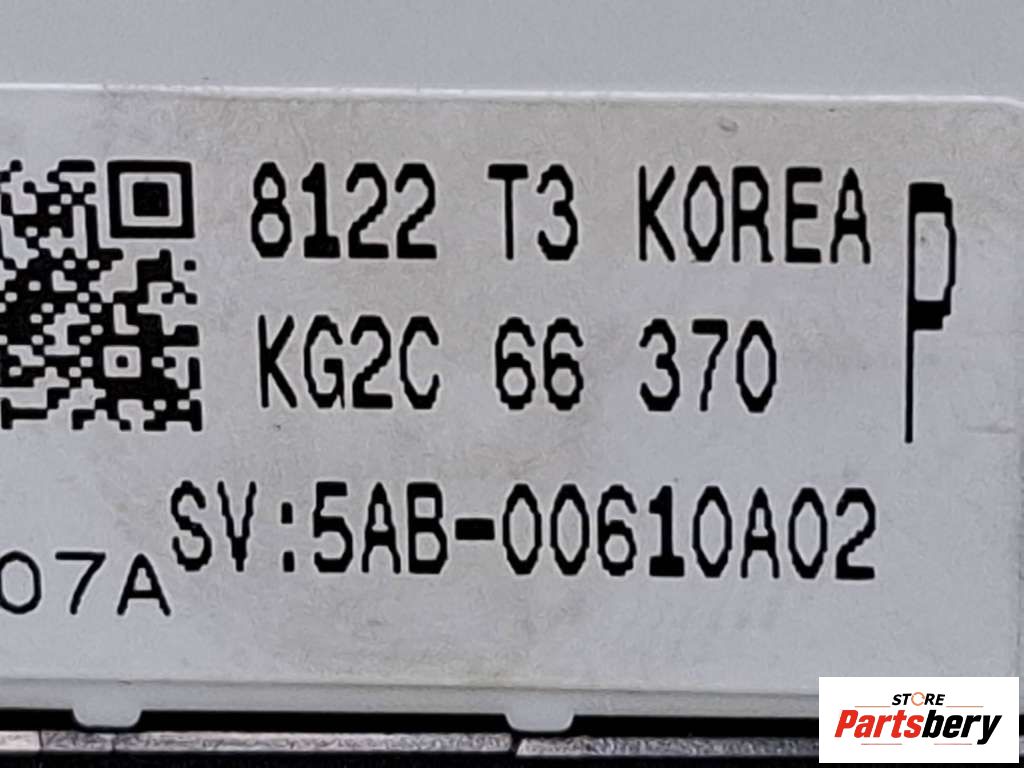 8122 T3 KOREA
P
KG2C 66 370
SV:5AB-00610A02
07A
STORE
Partsbery